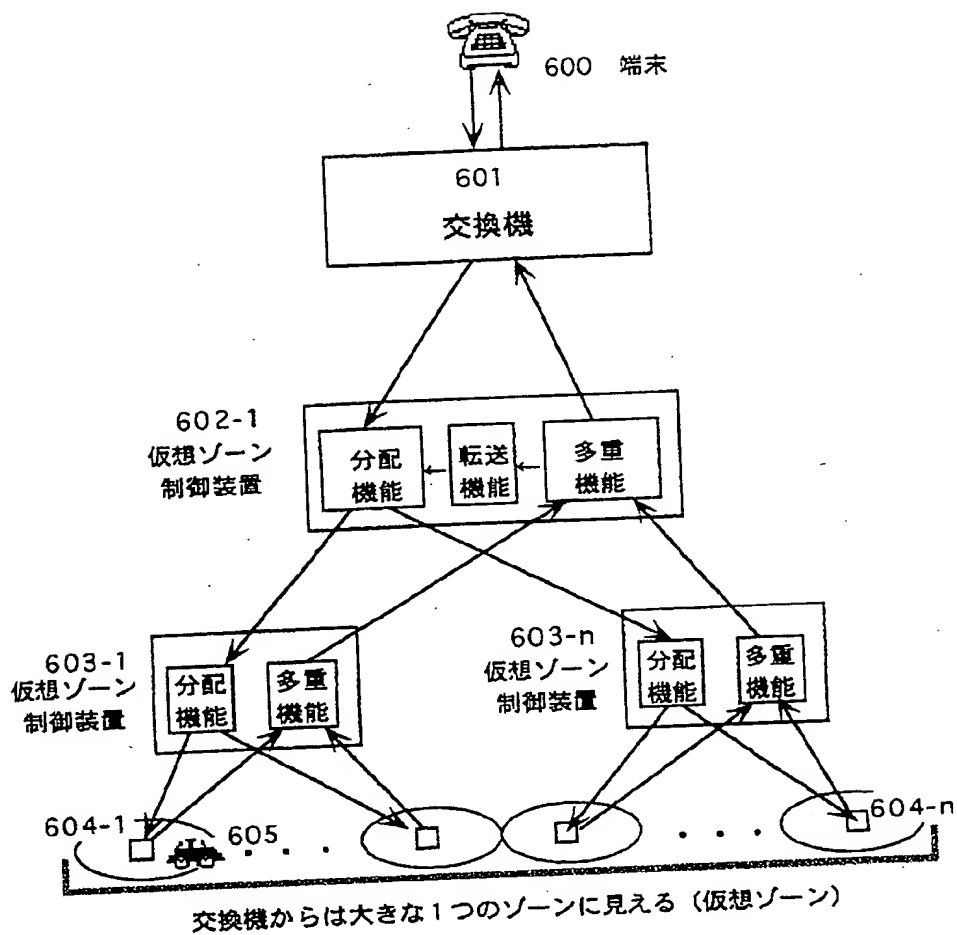 600 端末
601
交換機
602-1
仮想ゾーン
制御装置
分配
機能
転送
機能
多重
機能
603-1
仮想ゾーン
制御装置
分配
機能
多重
機能
603-n
仮想ゾーン
制御装置
分配
機能
多重
機能
604-1
605
604-n
交換機からは大きな1つのゾーンに見える(仮想ゾーン)